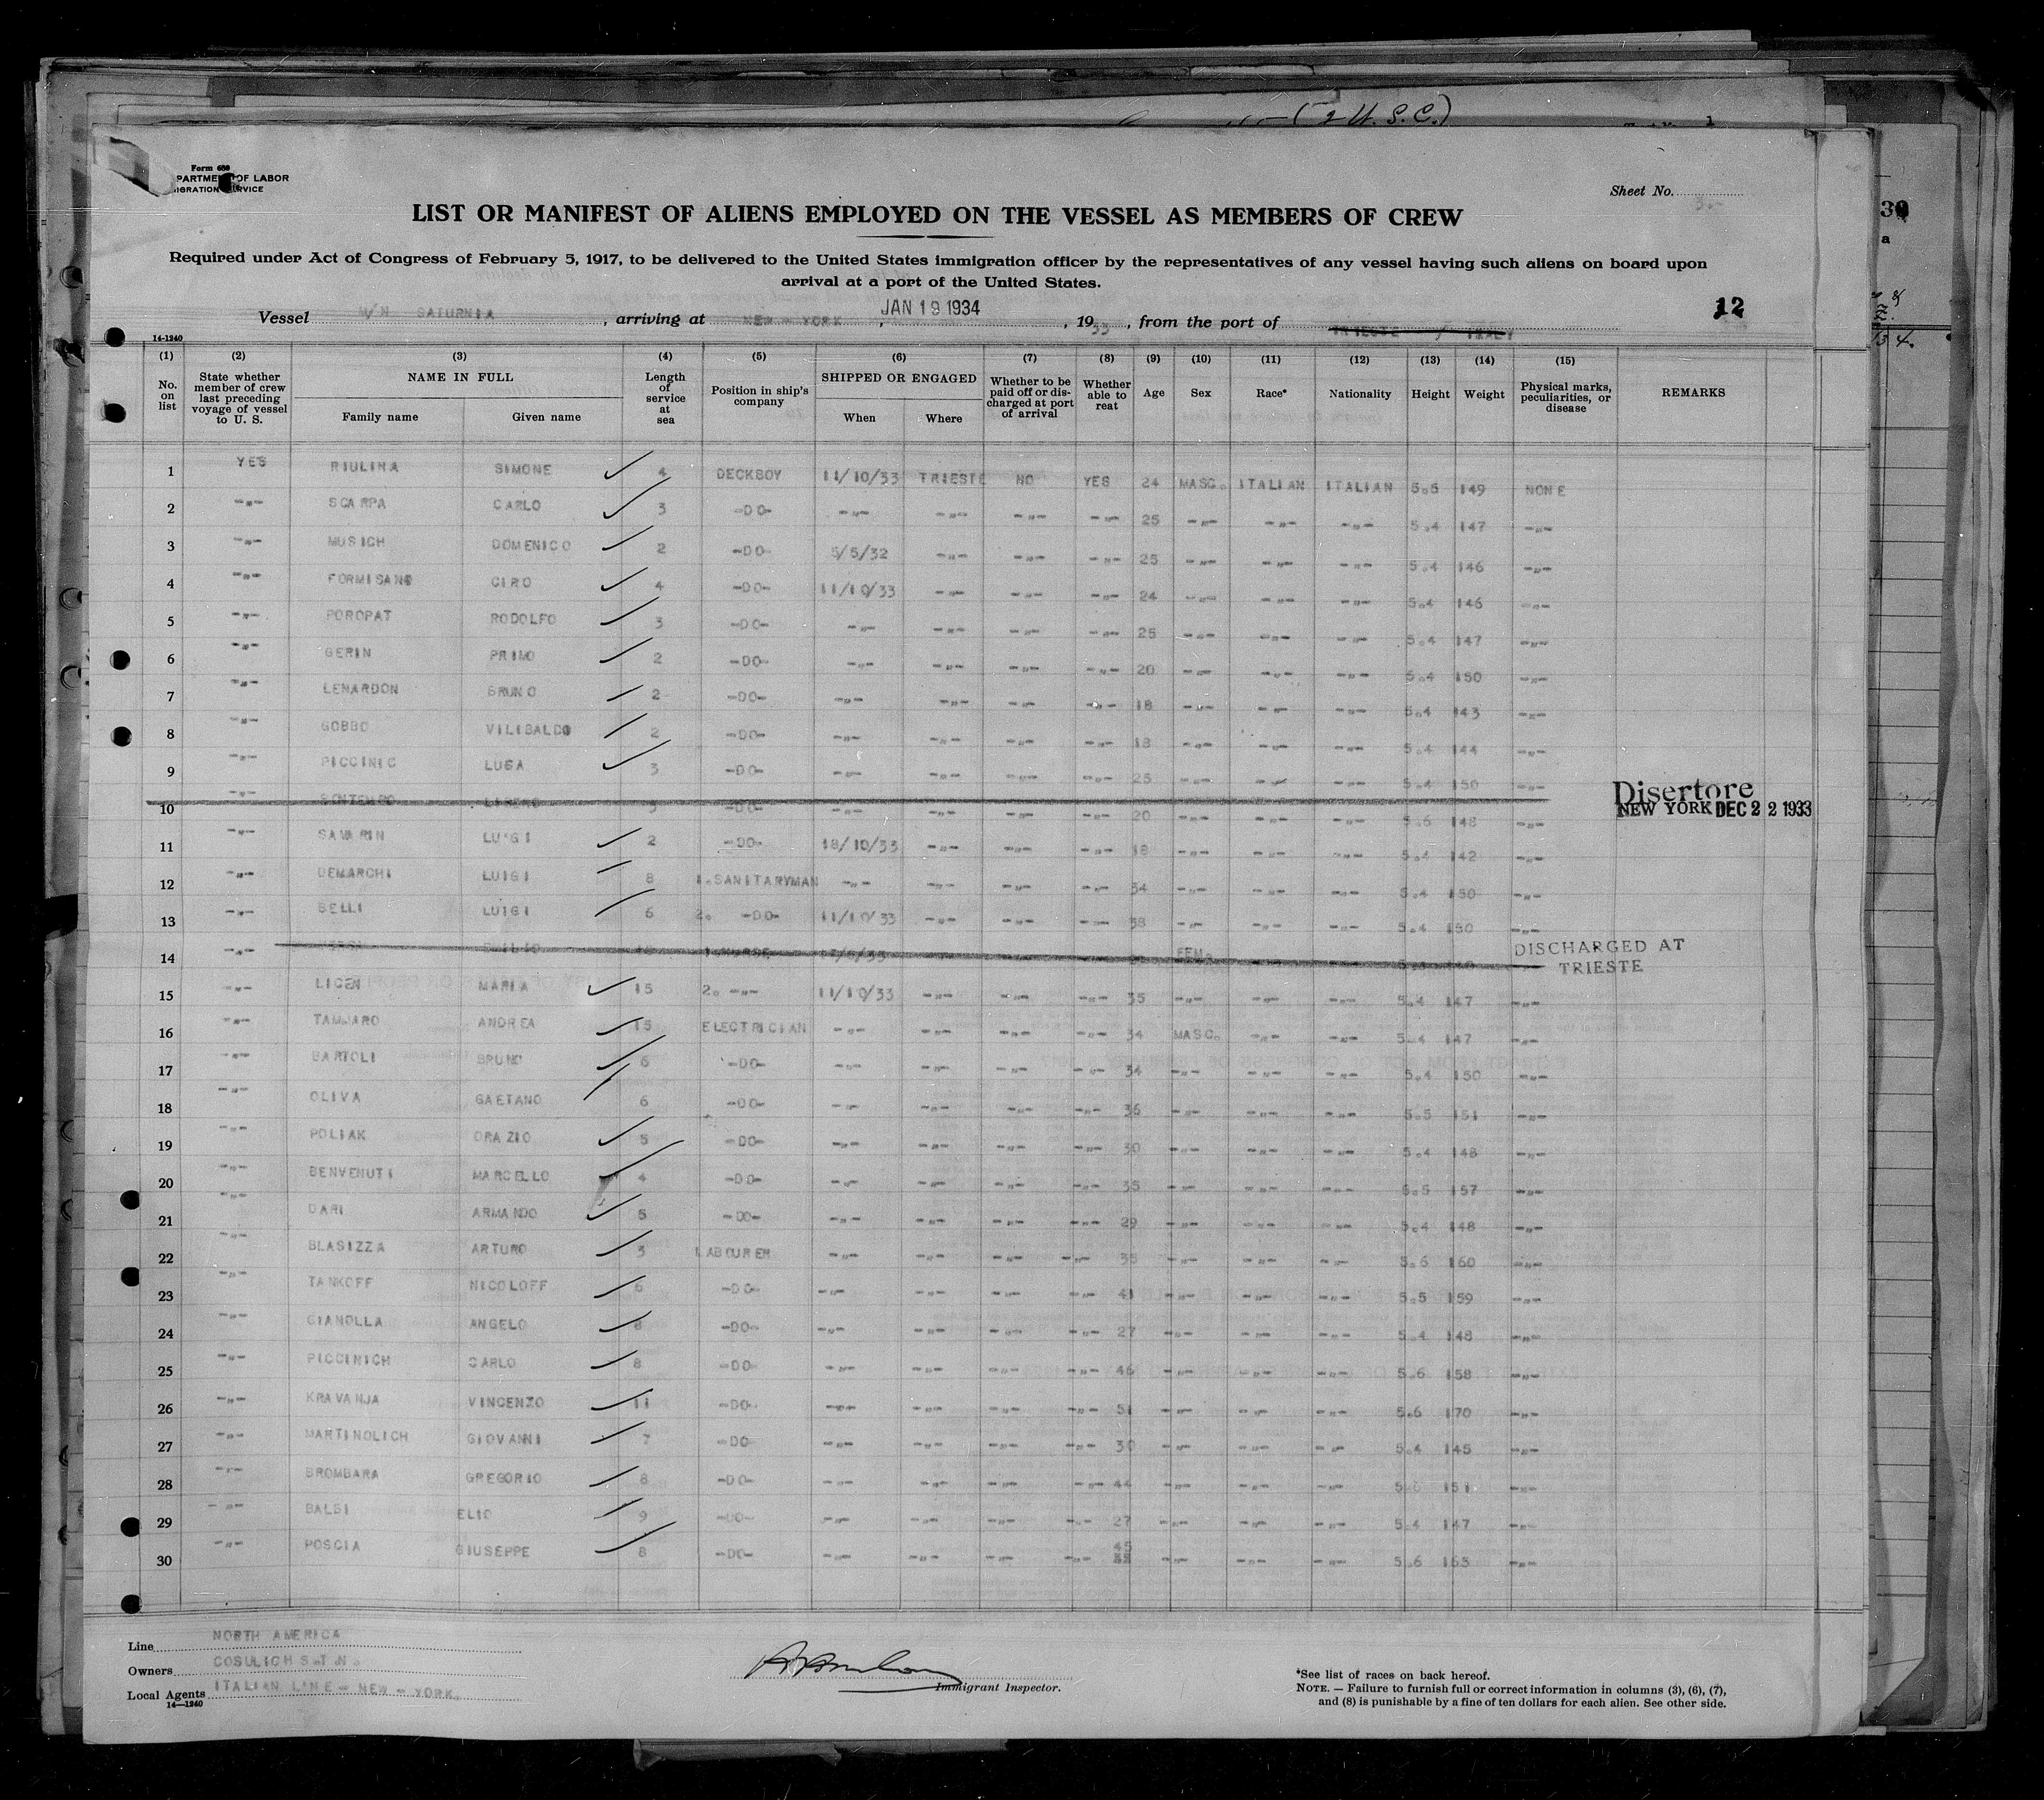 (2 U.S.C.)
Form 680
PARTMENT OF LABOR
MIGRATION SERVICE
Sheet No. 3.-
LIST OR MANIFEST OF ALIENS EMPLOYED ON THE VESSEL AS MEMBERS OF CREW
Required under Act of Congress of February 5, 1917, to be delivered to the United States immigration officer by the representatives of any vessel having such aliens on board upon
arrival at a port of the United States.
Vessel M/N SATURNIA, arriving at NEW-YORK, JAN 19 1934, 1933, from the port of TRIESTE / ITALY 12
14-1240
(1) (2) (3) (4) (5) (6) (7) (8) (9) (10) (11) (12) (13) (14) (15)
No. on list State whether member of crew last preceding voyage of vessel to U. S. NAME IN FULL Family name Given name Length of service at sea Position in ship's company SHIPPED OR ENGAGED When Where Whether to be paid off or discharged at port of arrival Whether able to reat Age Sex Race* Nationality Height Weight Physical marks, peculiarities, or disease REMARKS
1 YES RIULINA SIMONE 4 DECKBOY 11/10/33 TRIESTE NO YES 24 MASC. ITALIAN ITALIAN 5.5 149 NONE
2 -"- SCARPA CARLO 3 -DO- -"- -"- -"- -"- 25 -"- -"- -"- 5.4 147 -"-
3 -"- MUSICH DOMENICO 2 -DO- 5/5/32 -"- -"- -"- 25 -"- -"- -"- 5.4 146 -"-
4 -"- FORMISANO CIRO 4 -DO- 11/10/33 -"- -"- -"- 24 -"- -"- -"- 5.4 146 -"-
5 -"- POROPAT RODOLFO 3 -DO- -"- -"- -"- -"- 25 -"- -"- -"- 5.4 147 -"-
6 -"- GERIN PRIMO 2 -DO- -"- -"- -"- -"- 20 -"- -"- -"- 5.4 150 -"-
7 -"- LENARDON BRUNO 2 -DO- -"- -"- -"- -"- 18 -"- -"- -"- 5.4 143 -"-
8 -"- GOBBO VILIBALDO 2 -DO- -"- -"- -"- -"- 18 -"- -"- -"- 5.4 144 -"-
9 -"- PICCINIC LUCA 3 -DO- -"- -"- -"- -"- 25 -"- -"- -"- 5.4 150 -"-
10 -"- 3 -DO- -"- -"- -"- -"- 20 -"- -"- -"- 5.6 148 -"- Disertore
NEW YORK DEC 22 1933
11 -"- SAVARIN LUIGI 2 -DO- 18/10/33 -"- -"- -"- 18 -"- -"- -"- 5.4 142 -"-
12 -"- DEMARCHI LUIGI 8 1.SANITARYMAN -"- -"- -"- -"- 34 -"- -"- -"- 5.4 150 -"-
13 -"- BELLI LUIGI 6 2. -DO- 11/10/33 -"- -"- -"- 38 -"- -"- -"- 5.4 150 -"-
14 -"- 1.NURSE FEM. DISCHARGED AT
TRIESTE
15 -"- LICEN MARIA 15 2. -"- 11/10/33 -"- -"- -"- 35 -"- -"- -"- 5.4 147 -"-
16 -"- TAMMARO ANDREA 15 ELECTRICIAN -"- -"- -"- -"- 34 MASC. -"- -"- 5.4 147 -"-
17 -"- BARTOLI BRUNO 6 -DO- -"- -"- -"- -"- 34 -"- -"- -"- 5.4 150 -"-
18 -"- OLIVA GAETANO 6 -DO- -"- -"- -"- -"- 36 -"- -"- -"- 5.5 151 -"-
19 -"- POLIAK ORAZIO 5 -DO- -"- -"- -"- -"- 30 -"- -"- -"- 5.4 148 -"-
20 -"- BENVENUTI MARCELLO 4 -DO- -"- -"- -"- -"- 35 -"- -"- -"- 5.5 157 -"-
21 -"- DARI ARMANDO 5 -DO- -"- -"- -"- -"- 29 -"- -"- -"- 5.4 148 -"-
22 -"- BLASIZZA ARTURO 3 LABOURER -"- -"- -"- -"- 35 -"- -"- -"- 5.6 160 -"-
23 -"- TANKOFF NICOLOFF 6 -DO- -"- -"- -"- -"- 41 -"- -"- -"- 5.5 159 -"-
24 -"- GIANOLLA ANGELO 8 -DO- -"- -"- -"- -"- 27 -"- -"- -"- 5.4 148 -"-
25 -"- PICCINICH CARLO 8 -DO- -"- -"- -"- -"- 46 -"- -"- -"- 5.6 158 -"-
26 -"- KRAVANJA VINCENZO 11 -DO- -"- -"- -"- -"- 51 -"- -"- -"- 5.6 170 -"-
27 -"- MARTINOLICH GIOVANNI 7 -DO- -"- -"- -"- -"- 30 -"- -"- -"- 5.4 145 -"-
28 -"- BROMBARA GREGORIO 8 -DO- -"- -"- -"- -"- 44 -"- -"- -"- 151 -"-
29 -"- BALBI ELIO 9 -DO- -"- -"- -"- -"- 27 -"- -"- -"- 5.4 147 -"-
30 -"- POSCIA GIUSEPPE 8 -DO- -"- -"- -"- -"- 45 -"- -"- -"- 5.6 163 -"-
Line NORTH AMERICA
Owners COSULICH S.T.N.
Local Agents ITALIAN LINE - NEW - YORK.
14—1240
Immigrant Inspector.
*See list of races on back hereof.
NOTE. — Failure to furnish full or correct information in columns (3), (6), (7),
and (8) is punishable by a fine of ten dollars for each alien. See other side.